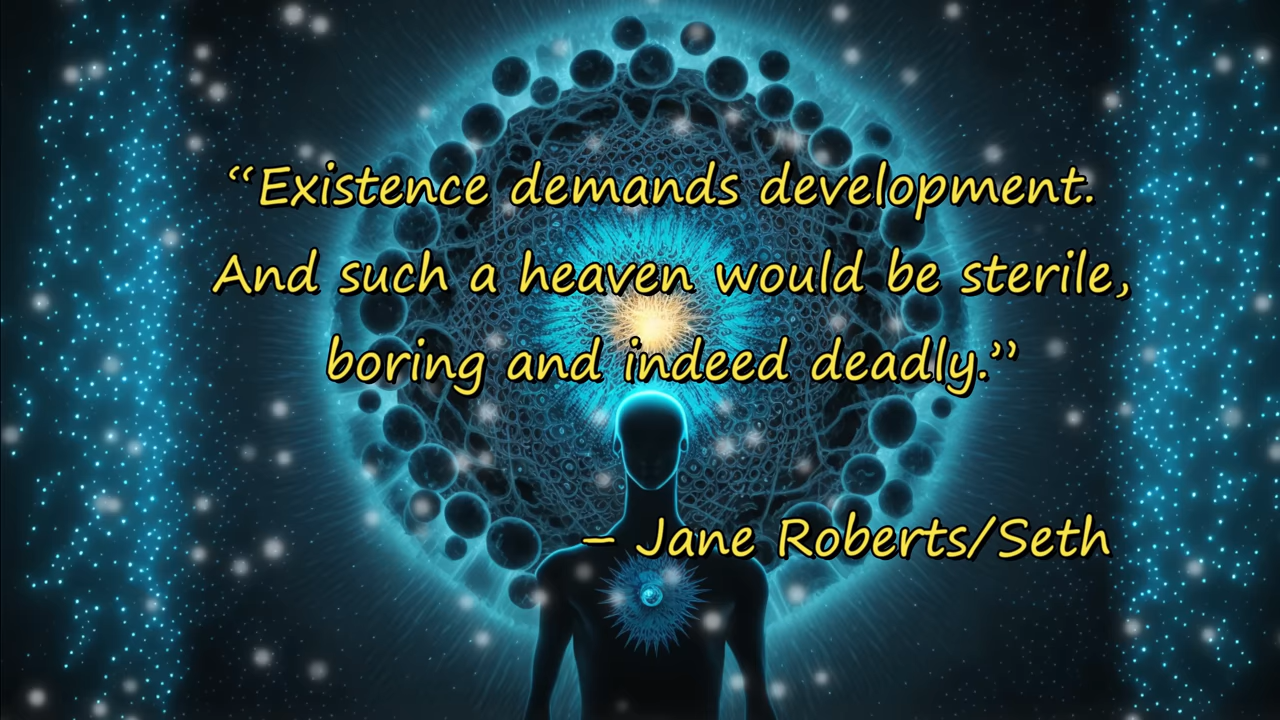 “Existence demands development.
And such a heaven would be sterile,
boring and indeed deadly.”
– Jane Roberts/Seth